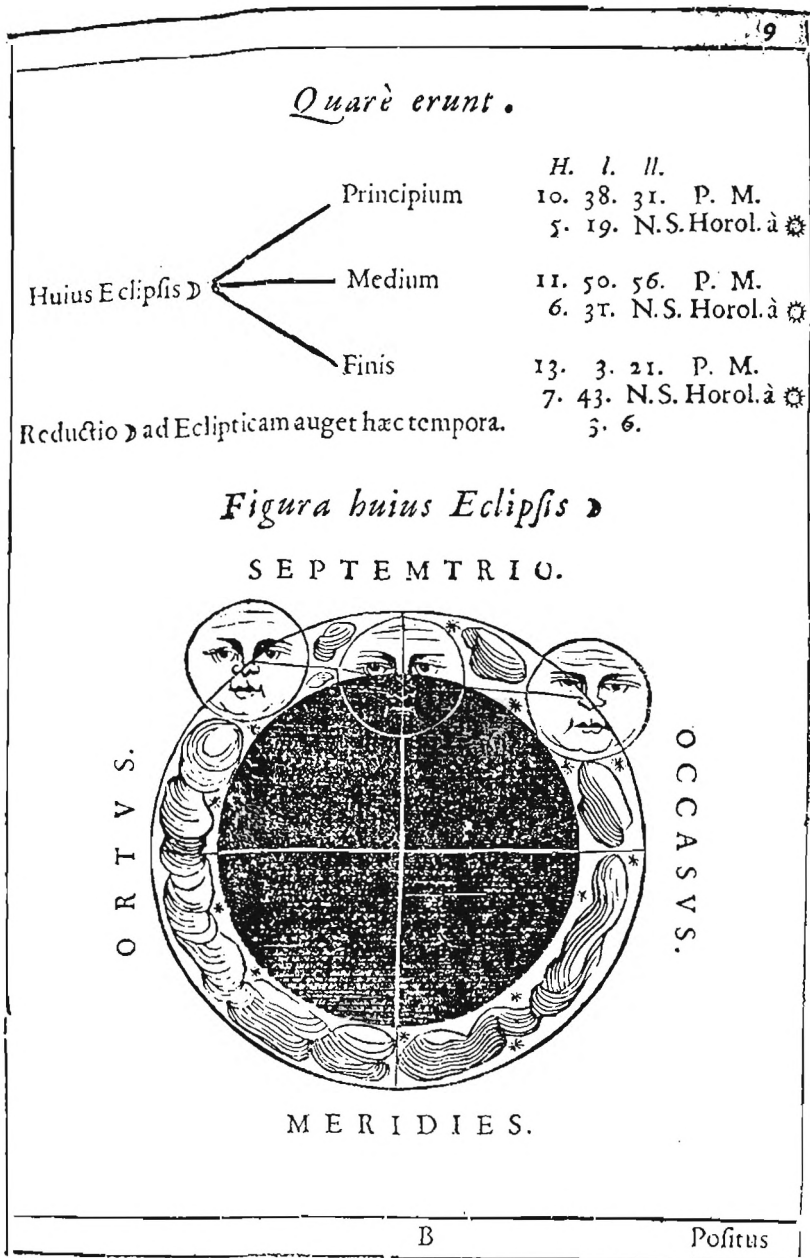 9
Quarè erunt.
H. l. ll.
Principium 10. 38. 31. P. M.
5. 19. N.S. Horol. à ☼
Huius Eclipſis ☽ Medium 11. 50. 56. P. M.
6. 31. N.S. Horol. à ☼
Finis 13. 3. 21. P. M.
7. 43. N.S. Horol. à ☼
Reductio ☽ ad Eclipticam auget hæc tempora. 3. 6.
Figura huius Eclipſis ☽
SEPTEMTRIO.
ORTVS.
OCCASVS.
MERIDIES.
B
Poſitus